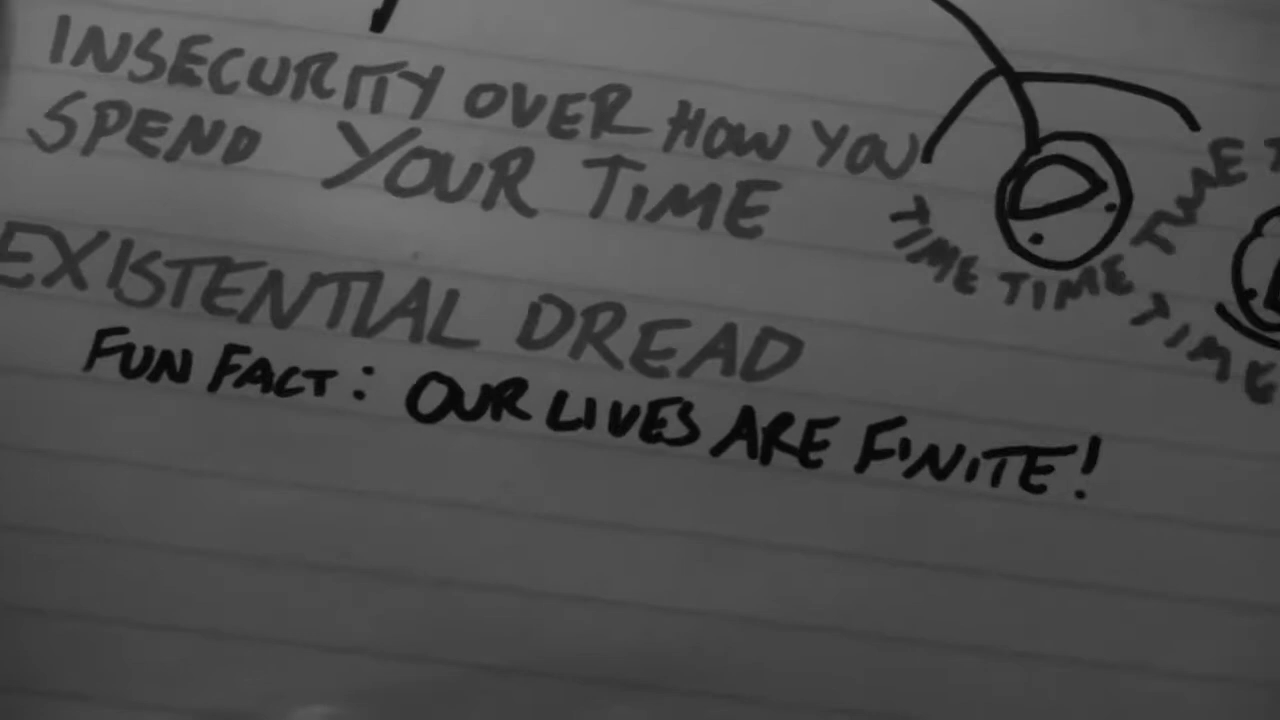 INSECURITY OVER HOW YOU
SPEND YOUR TIME
TIME TIME TIME
TIME
EXISTENTIAL DREAD
FUN FACT: OUR LIVES ARE FINITE!